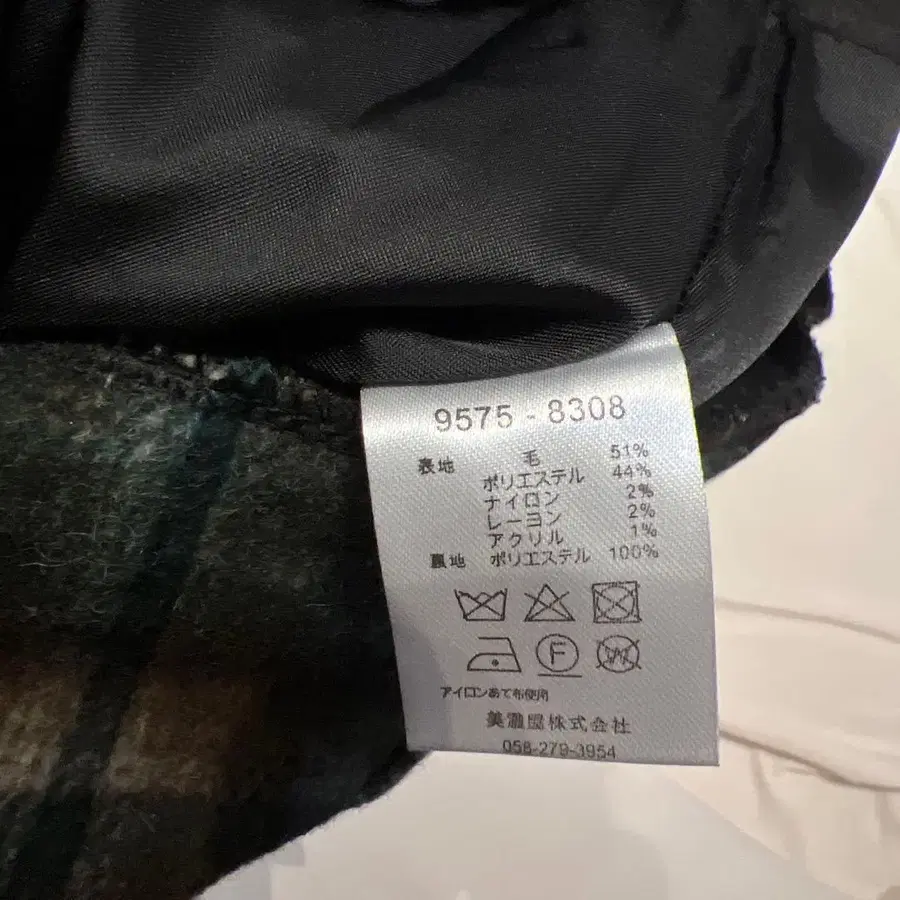 9575 - 8308
表地 毛 51%
ポリエステル 44%
ナイロン 2%
レーヨン 2%
アクリル 1%
裏地 ポリエステル 100%
F
W
アイロンあて布使用
美濃屋株式会社
058-279-3954